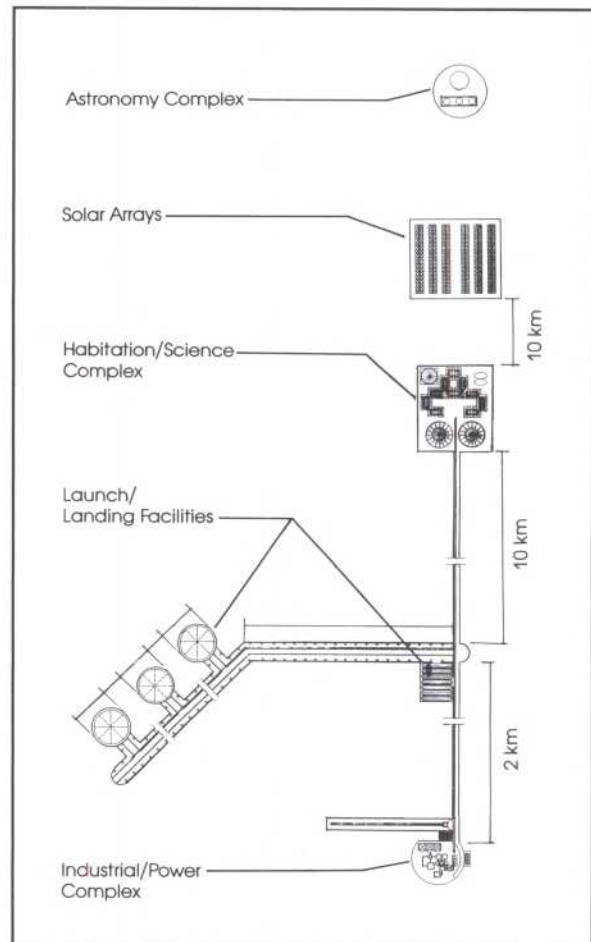 Astronomy Complex
Solar Arrays
10 km
Habitation/Science
Complex
Launch/
Landing Facilities
10 km
2 km
Industrial/Power
Complex